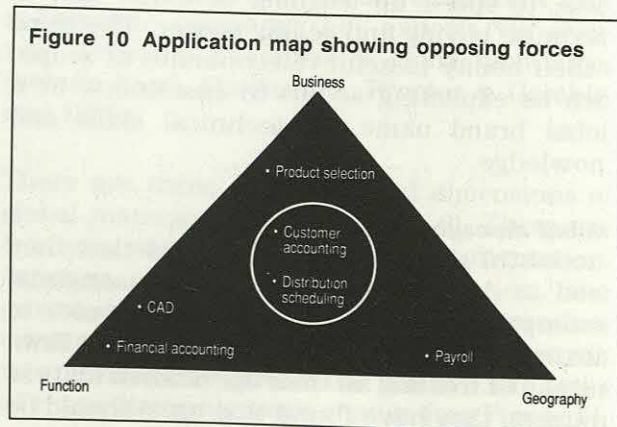 Figure 10 Application map showing opposing forces
Business
• Product selection
• Customer
accounting
• Distribution
scheduling
• CAD
• Financial accounting
• Payroll
Function
Geography